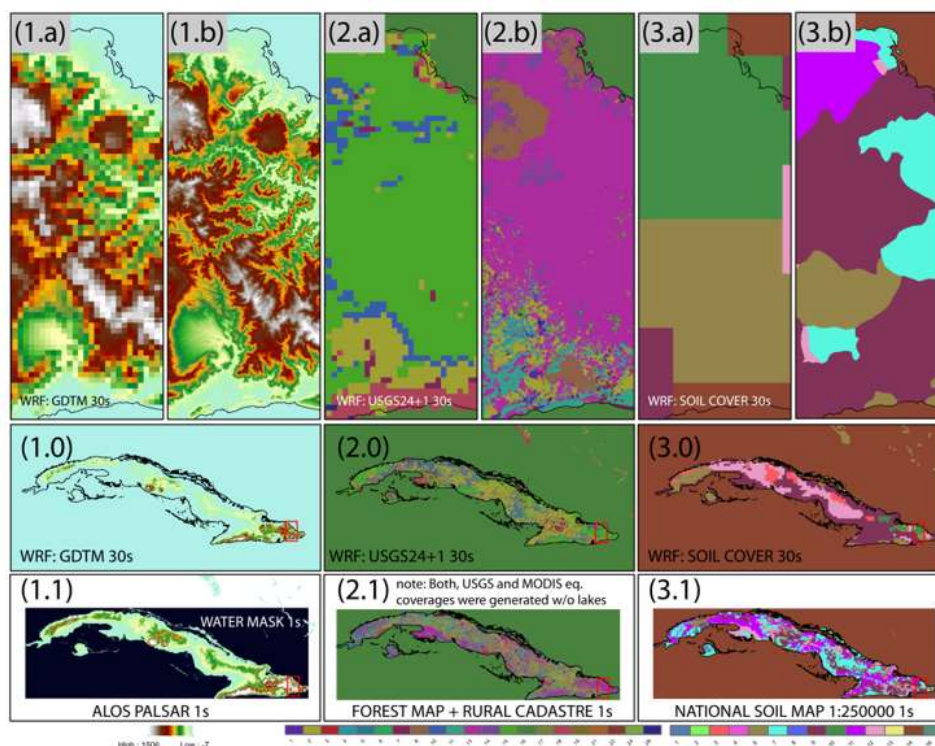 (1.a)
(1.b)
(2.a)
(2.b)
(3.a)
(3.b)
WRF: GDTM 30s
WRF: USGS24+1 30s
WRF: SOIL COVER 30s
(1.0)
(2.0)
(3.0)
WRF: GDTM 30s
WRF: USGS24+1 30s
WRF: SOIL COVER 30s
(1.1)
(2.1)
note: Both, USGS and MODIS eq.
coverages were generated w/o lakes
(3.1)
WATER MASK 1s
ALOS PALSAR 1s
FOREST MAP + RURAL CADASTRE 1s
NATIONAL SOIL MAP 1:250000 1s
Low : -7